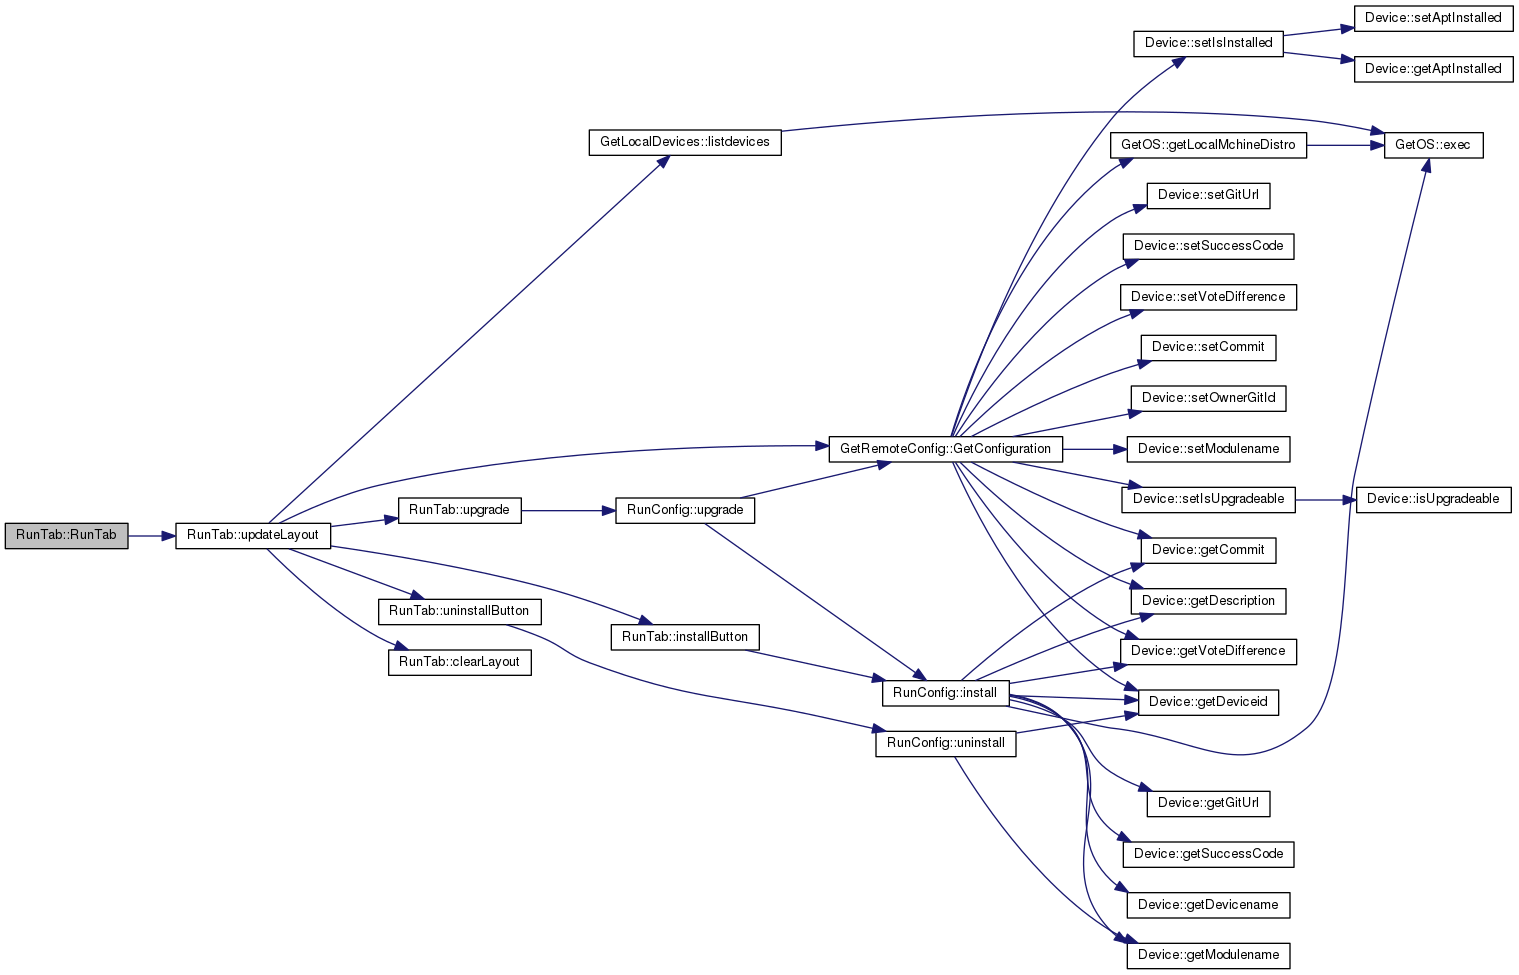 RunTab::RunTab
RunTab::updateLayout
GetLocalDevices::listdevices
RunTab::upgrade
RunTab::uninstallButton
RunTab::clearLayout
RunConfig::upgrade
RunTab::installButton
GetRemoteConfig::GetConfiguration
RunConfig::install
RunConfig::uninstall
Device::setIsInstalled
GetOS::getLocalMchineDistro
Device::setGitUrl
Device::setSuccessCode
Device::setVoteDifference
Device::setCommit
Device::setOwnerGitId
Device::setModulename
Device::setIsUpgradeable
Device::getCommit
Device::getDescription
Device::getVoteDifference
Device::getDeviceid
Device::getGitUrl
Device::getSuccessCode
Device::getDevicename
Device::getModulename
Device::setAptInstalled
Device::getAptInstalled
GetOS::exec
Device::isUpgradeable